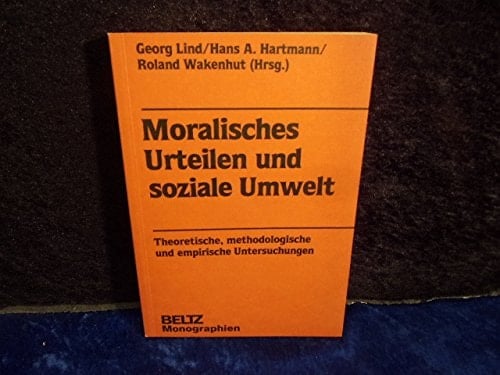 Georg Lind/Hans A. Hartmann/
Roland Wakenhut (Hrsg.)
Moralisches
Urteilen und
soziale Umwelt
Theoretische, methodologische
und empirische Untersuchungen
BELTZ
Monographien